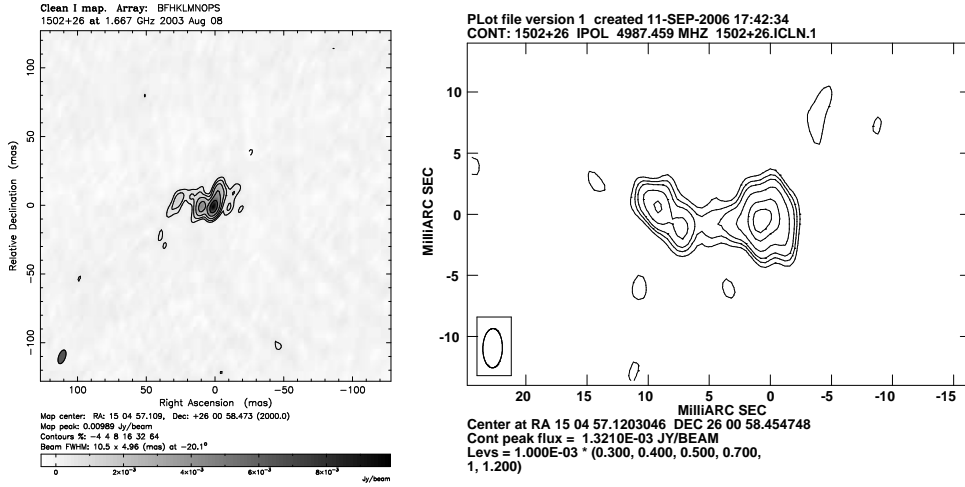 Clean I map. Array: BFHKLMNOPS
1502+26 at 1.667 GHz 2003 Aug 08
Relative Declination (mas)
100
50
0
-50
-100
100 50 0 -50 -100
Right Ascension (mas)
Map center: RA: 15 04 57.109, Dec: +26 00 58.473 (2000.0)
Map peak: 0.00989 Jy/beam
Contours %: -4 4 8 16 32 64
Beam FWHM: 10.5 x 4.96 (mas) at -20.1°
0 2×10⁻³ 4×10⁻³ 6×10⁻³ 8×10⁻³
Jy/beam
PLot file version 1 created 11-SEP-2006 17:42:34
CONT: 1502+26 IPOL 4987.459 MHZ 1502+26.ICLN.1
MilliARC SEC
10
5
0
-5
-10
20 15 10 5 0 -5 -10 -15
MilliARC SEC
Center at RA 15 04 57.1203046 DEC 26 00 58.454748
Cont peak flux = 1.3210E-03 JY/BEAM
Levs = 1.000E-03 * (0.300, 0.400, 0.500, 0.700,
1, 1.200)